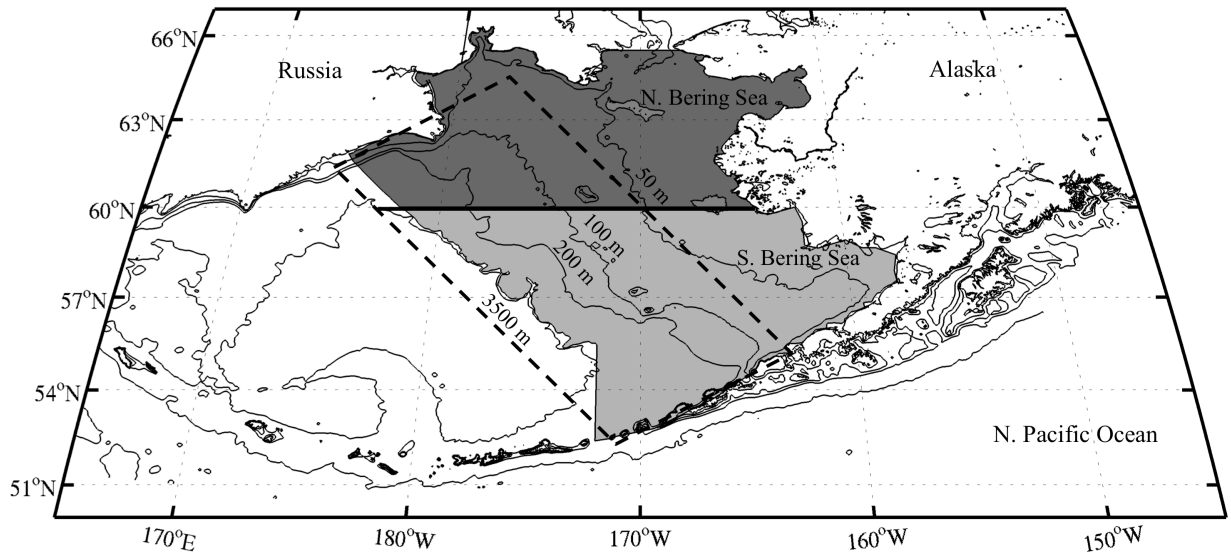 66°N
Russia
Alaska
N. Bering Sea
63°N
50 m
60°N
100 m
200 m
S. Bering Sea
57°N
3500 m
54°N
N. Pacific Ocean
51°N
170°E
180°W
170°W
160°W
150°W